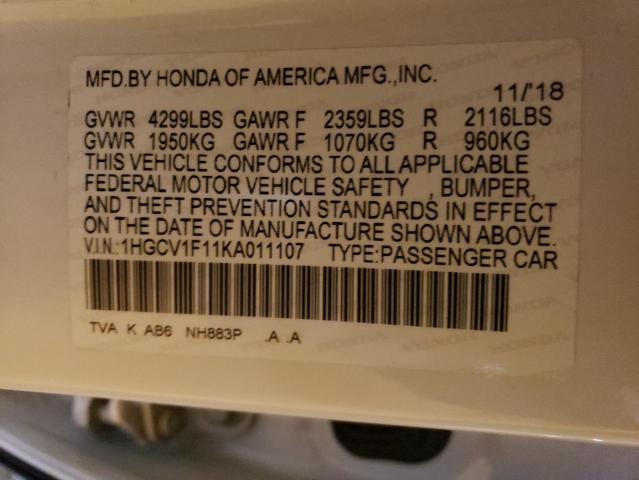 MFD.BY HONDA OF AMERICA MFG.,INC. 11/'18
GVWR 4299LBS GAWR F 2359LBS R 2116LBS
GVWR 1950KG GAWR F 1070KG R 960KG
THIS VEHICLE CONFORMS TO ALL APPLICABLE
FEDERAL MOTOR VEHICLE SAFETY , BUMPER,
AND THEFT PREVENTION STANDARDS IN EFFECT
ON THE DATE OF MANUFACTURE SHOWN ABOVE.
V.I.N.:1HGCV1F11KA011107 TYPE:PASSENGER CAR
TVA K AB6 NH883P .A .A